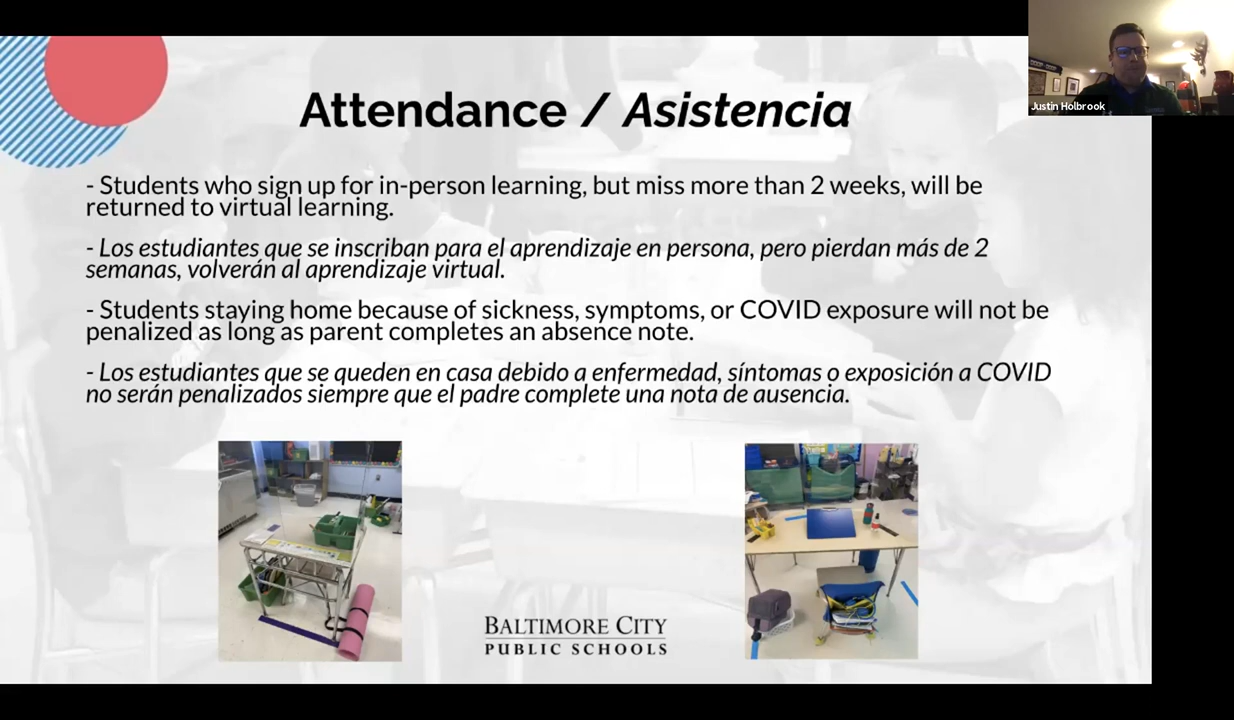 Attendance / Asistencia
Justin Holbrook
- Students who sign up for in-person learning, but miss more than 2 weeks, will be
returned to virtual learning.
- Los estudiantes que se inscriban para el aprendizaje en persona, pero pierdan más de 2
semanas, volverán al aprendizaje virtual.
- Students staying home because of sickness, symptoms, or COVID exposure will not be
penalized as long as parent completes an absence note.
- Los estudiantes que se queden en casa debido a enfermedad, síntomas o exposición a COVID
no serán penalizados siempre que el padre complete una nota de ausencia.
BALTIMORE CITY
PUBLIC SCHOOLS